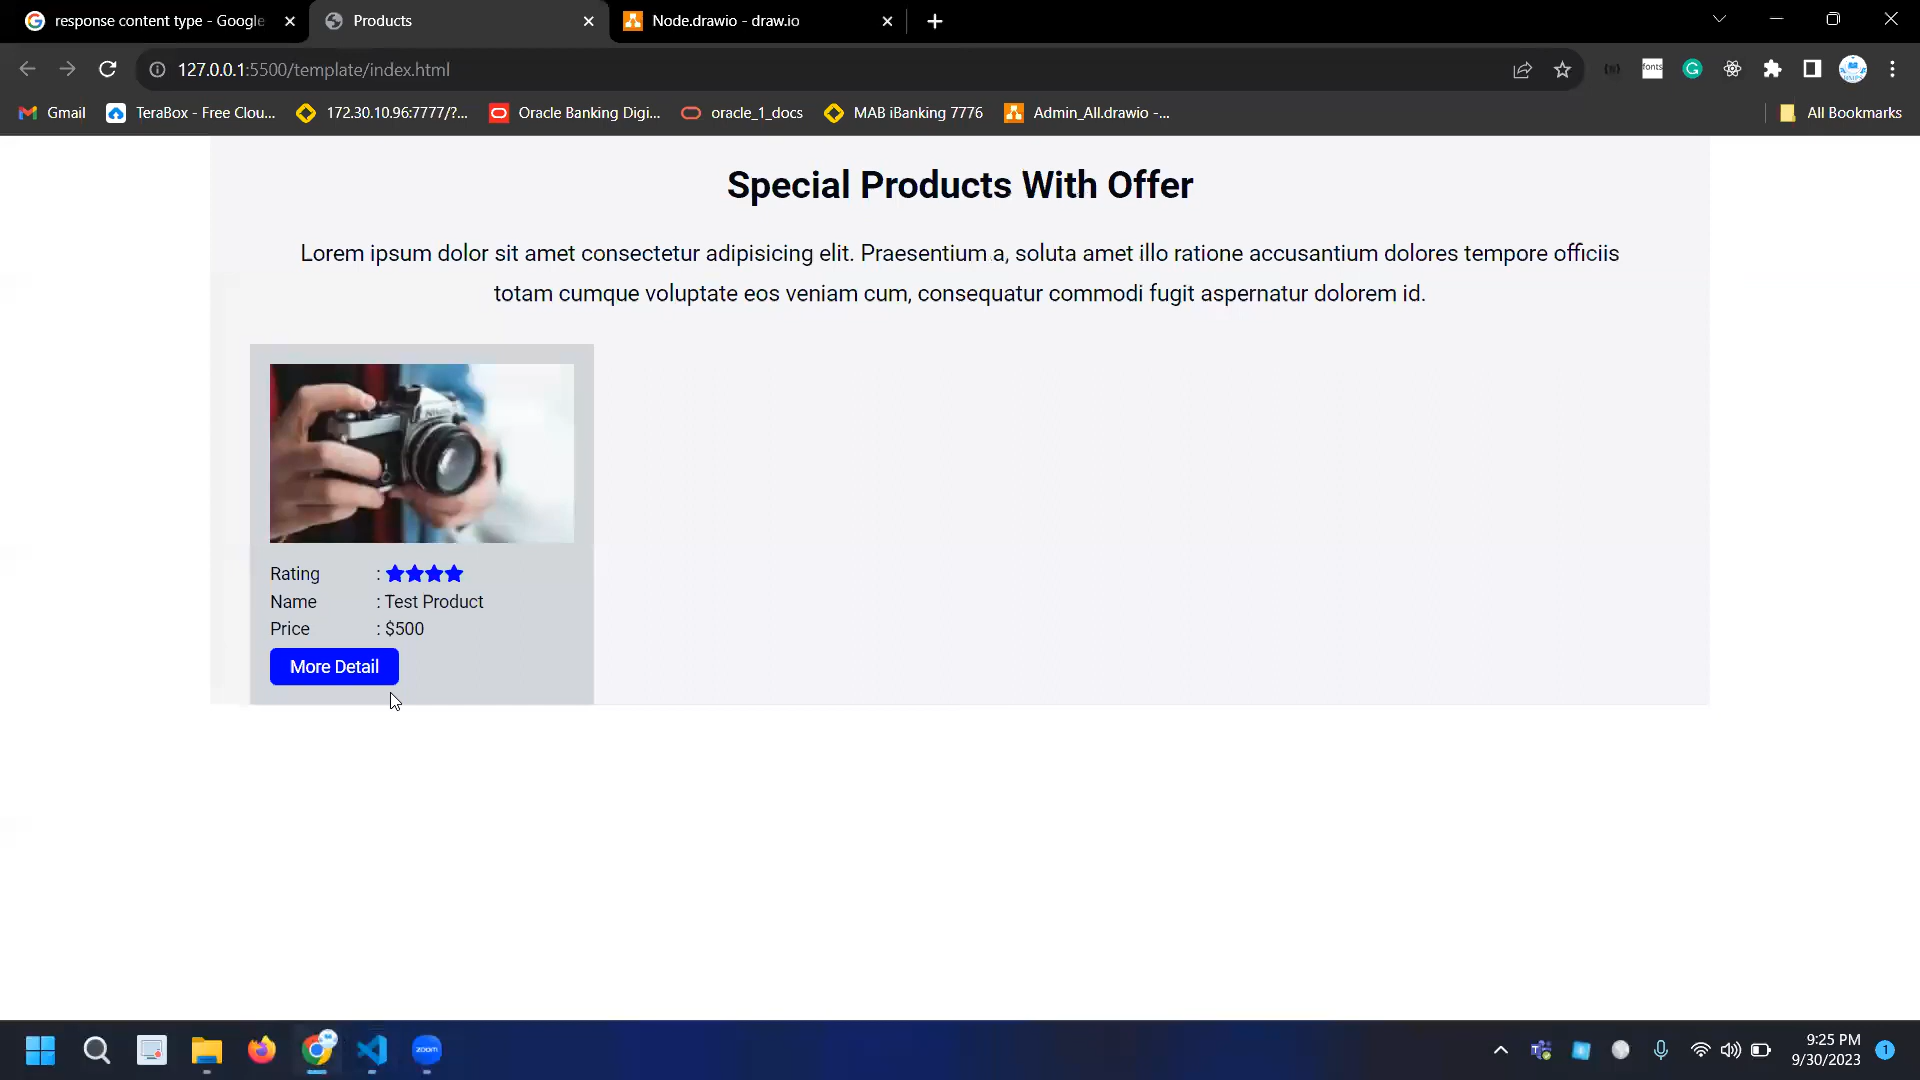 response content type - Google
Products
Node.drawio - draw.io
127.0.0.1:5500/template/index.html
fonts
Gmail
TeraBox - Free Clou...
172.30.10.96:7777/?...
Oracle Banking Digi...
oracle_1_docs
MAB iBanking 7776
Admin_All.drawio -...
All Bookmarks
Special Products With Offer
Lorem ipsum dolor sit amet consectetur adipisicing elit. Praesentium a, soluta amet illo ratione accusantium dolores tempore officiis
totam cumque voluptate eos veniam cum, consequatur commodi fugit aspernatur dolorem id.
Rating :
Name : Test Product
Price : $500
More Detail
zoom
9:25 PM
9/30/2023
1